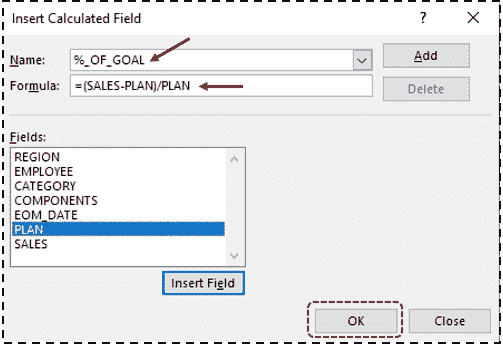 Insert Calculated Field ? ×
Name: %_OF_GOAL Add
Formula: =(SALES-PLAN)/PLAN Delete
Fields:
REGION
EMPLOYEE
CATEGORY
COMPONENTS
EOM_DATE
PLAN
SALES
Insert Field
OK Close